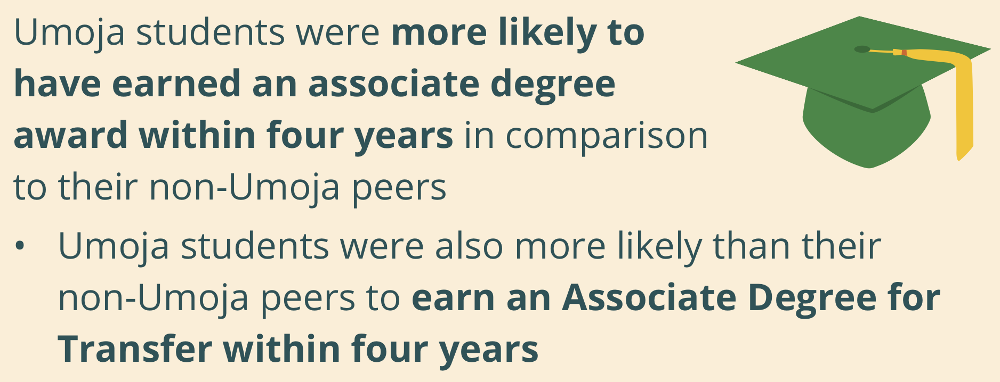 Umoja students were more likely to
have earned an associate degree
award within four years in comparison
to their non-Umoja peers
• Umoja students were also more likely than their
non-Umoja peers to earn an Associate Degree for
Transfer within four years